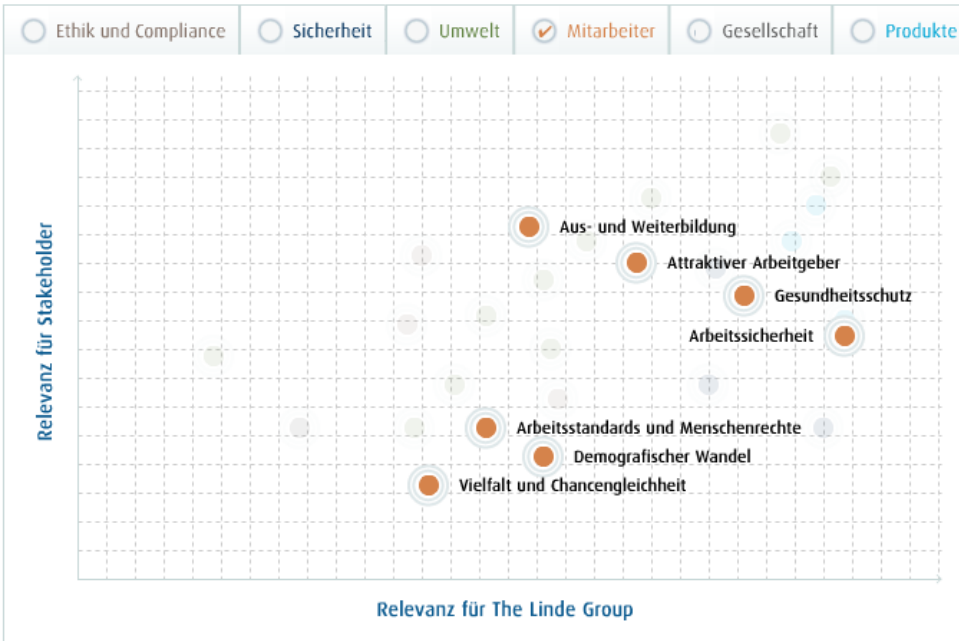 Ethik und Compliance
Sicherheit
Umwelt
Mitarbeiter
Gesellschaft
Produkte
Relevanz für Stakeholder
Aus- und Weiterbildung
Attraktiver Arbeitgeber
Gesundheitsschutz
Arbeitssicherheit
Arbeitsstandards und Menschenrechte
Demografischer Wandel
Vielfalt und Chancengleichheit
Relevanz für The Linde Group